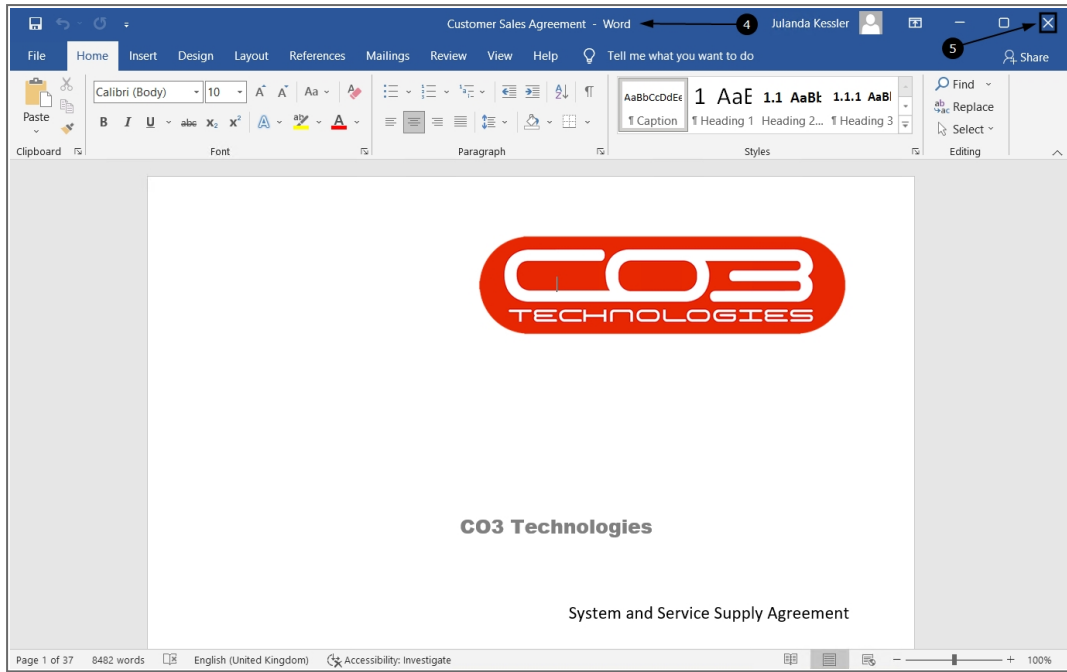 Customer Sales Agreement - Word
4
Julanda Kessler
5
File Home Insert Design Layout References Mailings Review View Help Tell me what you want to do Share
Paste
Calibri (Body) 10 A A Aa A
B I U abc X₂ X² A aby A
AaBbCcDdEe 1 AaE 1.1 AaBb 1.1.1 AaBl
¶ Caption ¶ Heading 1 Heading 2... ¶ Heading 3
Find
Replace
Select
Clipboard Font Paragraph Styles Editing
CO3
TECHNOLOGIES
CO3 Technologies
System and Service Supply Agreement
Page 1 of 37 8482 words English (United Kingdom) Accessibility: Investigate 100%